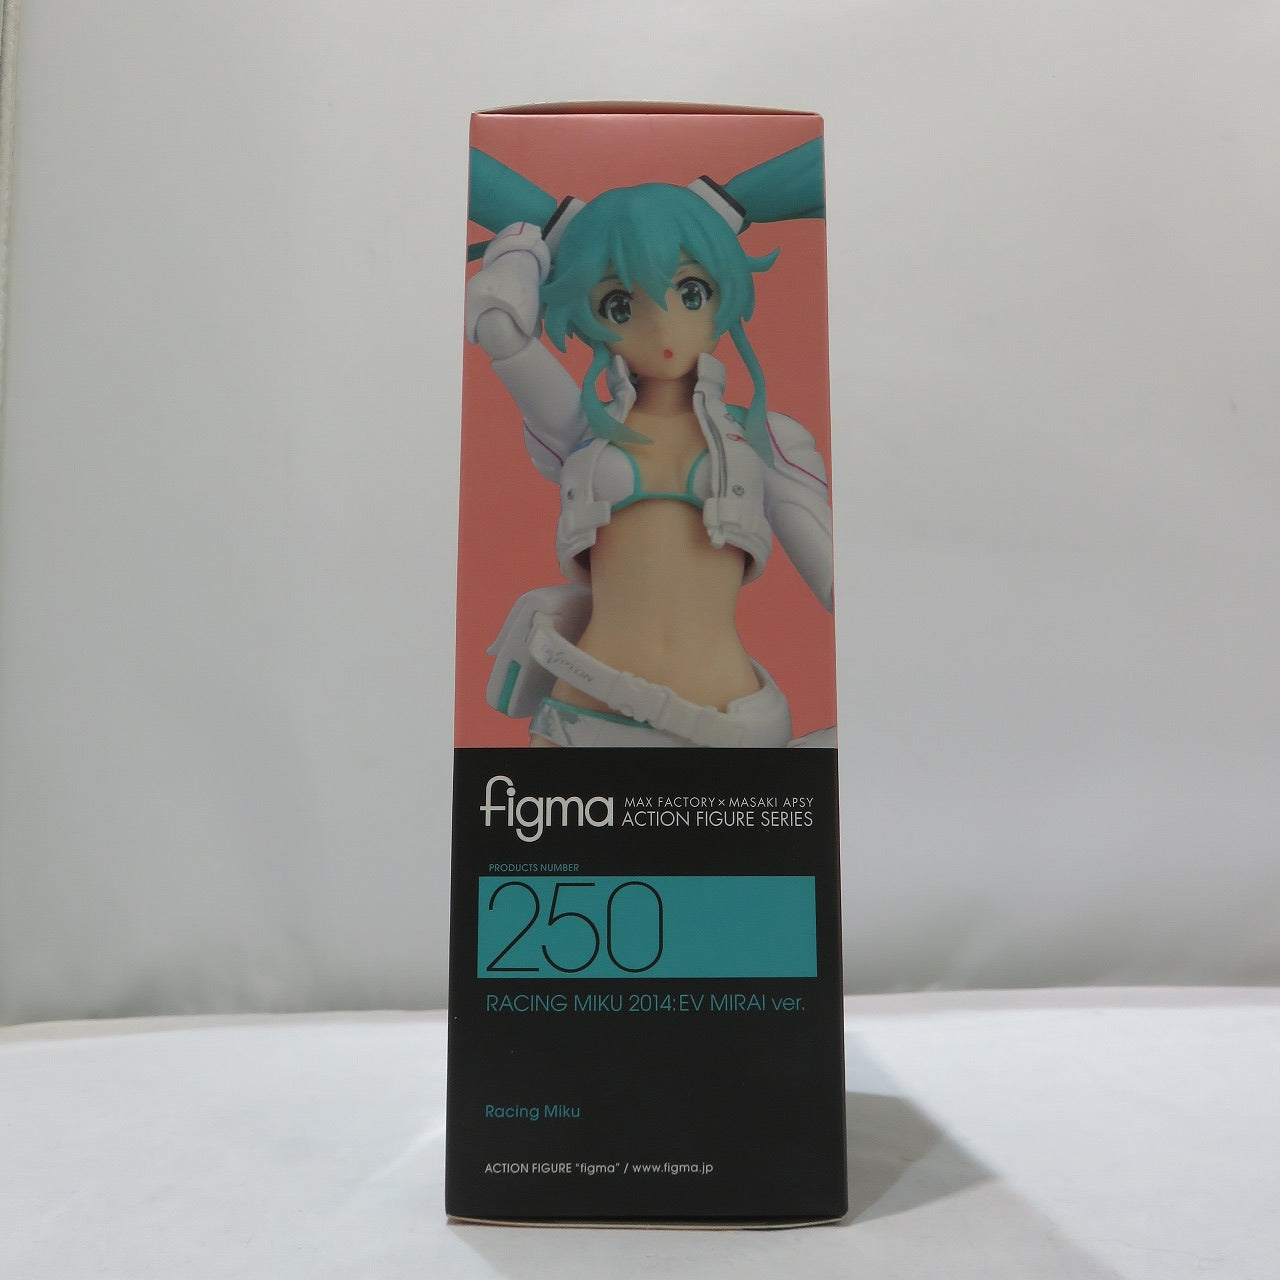 figma
MAX FACTORY × MASAKI APSY
ACTION FIGURE SERIES
PRODUCTS NUMBER
250
RACING MIKU 2014:EV MIRAI ver.
Racing Miku
ACTION FIGURE "figma" / www.figma.jp